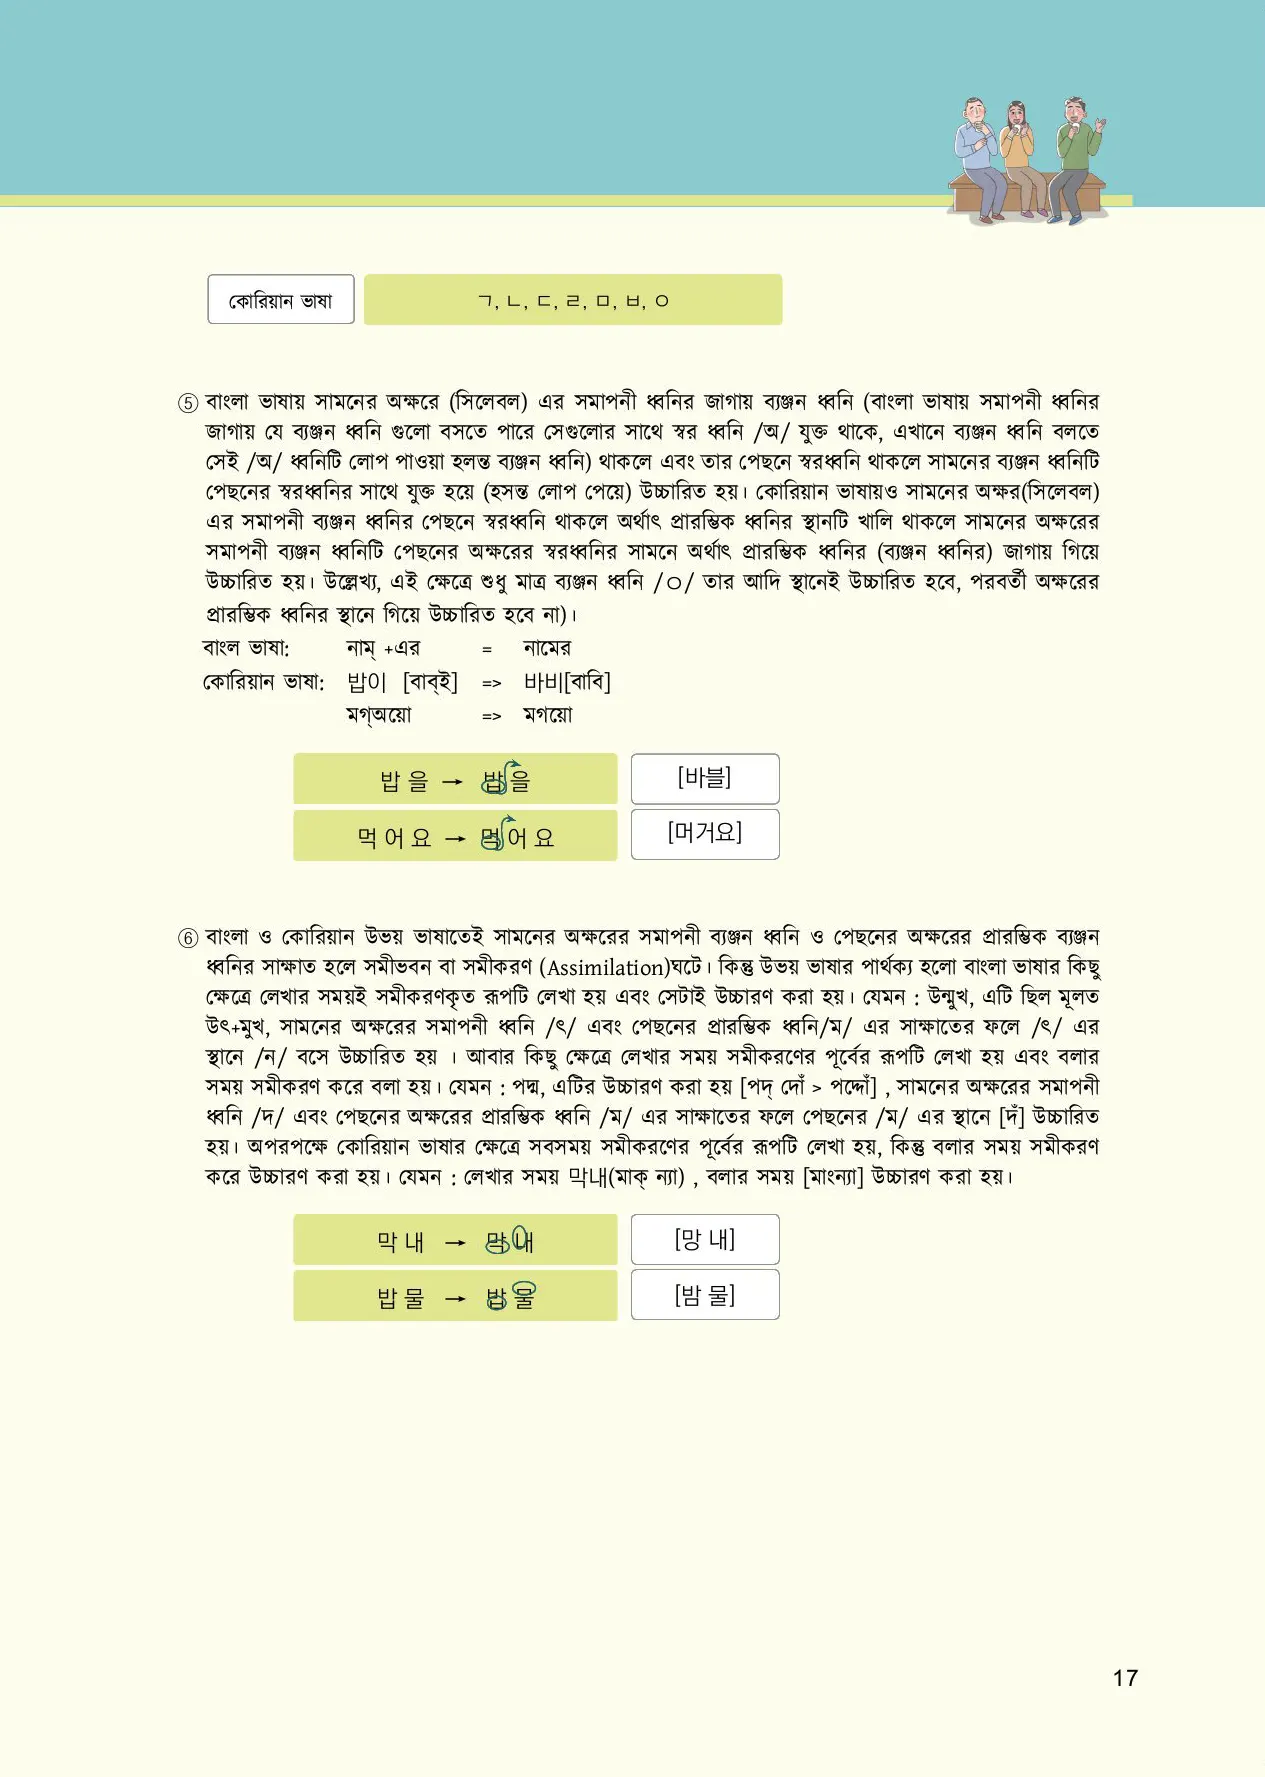 কোরিয়ান ভাষা ㄱ, ㄴ, ㄷ, ㄹ, ㅁ, ㅂ, ㅇ
⑤ বাংলা ভাষায় সামনের অক্ষরে (সিলেবল) এর সমাপনী ধ্বনির জাগায় ব্যঞ্জন ধ্বনি (বাংলা ভাষায় সমাপনী ধ্বনির
জাগায় যে ব্যঞ্জন ধ্বনি গুলো বসতে পারে সেগুলোর সাথে স্বর ধ্বনি /অ/ যুক্ত থাকে, এখানে ব্যঞ্জন ধ্বনি বলতে
সেই /অ/ ধ্বনিটি লোপ পাওয়া হলন্ত ব্যঞ্জন ধ্বনি) থাকলে এবং তার পেছনে স্বরধ্বনি থাকলে সামনের ব্যঞ্জন ধ্বনিটি
পেছনের স্বরধ্বনির সাথে যুক্ত হয়ে (হসন্ত লোপ পেয়ে) উচ্চারিত হয়। কোরিয়ান ভাষায়ও সামনের অক্ষর(সিলেবল)
এর সমাপনী ব্যঞ্জন ধ্বনির পেছনে স্বরধ্বনি থাকলে অর্থাৎ প্রারম্ভিক ধ্বনির স্থানটি খালি থাকলে সামনের অক্ষরের
সমাপনী ব্যঞ্জন ধ্বনিটি পেছনের অক্ষরের স্বরধ্বনির সামনে অর্থাৎ প্রারম্ভিক ধ্বনির (ব্যঞ্জন ধ্বনির) জাগায় গিয়ে
উচ্চারিত হয়। উল্লেখ্য, এই ক্ষেত্রে শুধু মাত্র ব্যঞ্জন ধ্বনি /ㅇ/ তার আদি স্থানেই উচ্চারিত হবে, পরবর্তী অক্ষরের
প্রারম্ভিক ধ্বনির স্থানে গিয়ে উচ্চারিত হবে না)।
বাংল ভাষা: নাম্ +এর = নামের
কোরিয়ান ভাষা: 밥이 [বাব্ই] => 바비[বাবি]
মগ্অয়ো => মগয়ো
밥 을 → 밥 을 [바블]
먹 어 요 → 먹 어 요 [머거요]
⑥ বাংলা ও কোরিয়ান উভয় ভাষাতেই সামনের অক্ষরের সমাপনী ব্যঞ্জন ধ্বনি ও পেছনের অক্ষরের প্রারম্ভিক ব্যঞ্জন
ধ্বনির সাক্ষাত হলে সমীভবন বা সমীকরণ (Assimilation)ঘটে। কিন্তু উভয় ভাষার পার্থক্য হলো বাংলা ভাষার কিছু
ক্ষেত্রে লেখার সময়ই সমীকরণকৃত রূপটি লেখা হয় এবং সেটাই উচ্চারণ করা হয়। যেমন : উন্মুখ, এটি ছিল মূলত
উৎ+মুখ, সামনের অক্ষরের সমাপনী ধ্বনি /ৎ/ এবং পেছনের প্রারম্ভিক ধ্বনি/ম/ এর সাক্ষাতের ফলে /ৎ/ এর
স্থানে /ন/ বসে উচ্চারিত হয় । আবার কিছু ক্ষেত্রে লেখার সময় সমীকরণের পূর্বের রূপটি লেখা হয় এবং বলার
সময় সমীকরণ করে বলা হয়। যেমন : পদ্ম, এটির উচ্চারণ করা হয় [পদ্ দোঁ > পদ্দোঁ] , সামনের অক্ষরের সমাপনী
ধ্বনি /দ/ এবং পেছনের অক্ষরের প্রারম্ভিক ধ্বনি /ম/ এর সাক্ষাতের ফলে পেছনের /ম/ এর স্থানে [দঁ] উচ্চারিত
হয়। অপরপক্ষে কোরিয়ান ভাষার ক্ষেত্রে সবসময় সমীকরণের পূর্বের রূপটি লেখা হয়, কিন্তু বলার সময় সমীকরণ
করে উচ্চারণ করা হয়। যেমন : লেখার সময় 막내(মাক্ ন্যা) , বলার সময় [মাংন্যা] উচ্চারণ করা হয়।
막 내 → 막 내 [망 내]
밥 물 → 밥 물 [밤 물]
17